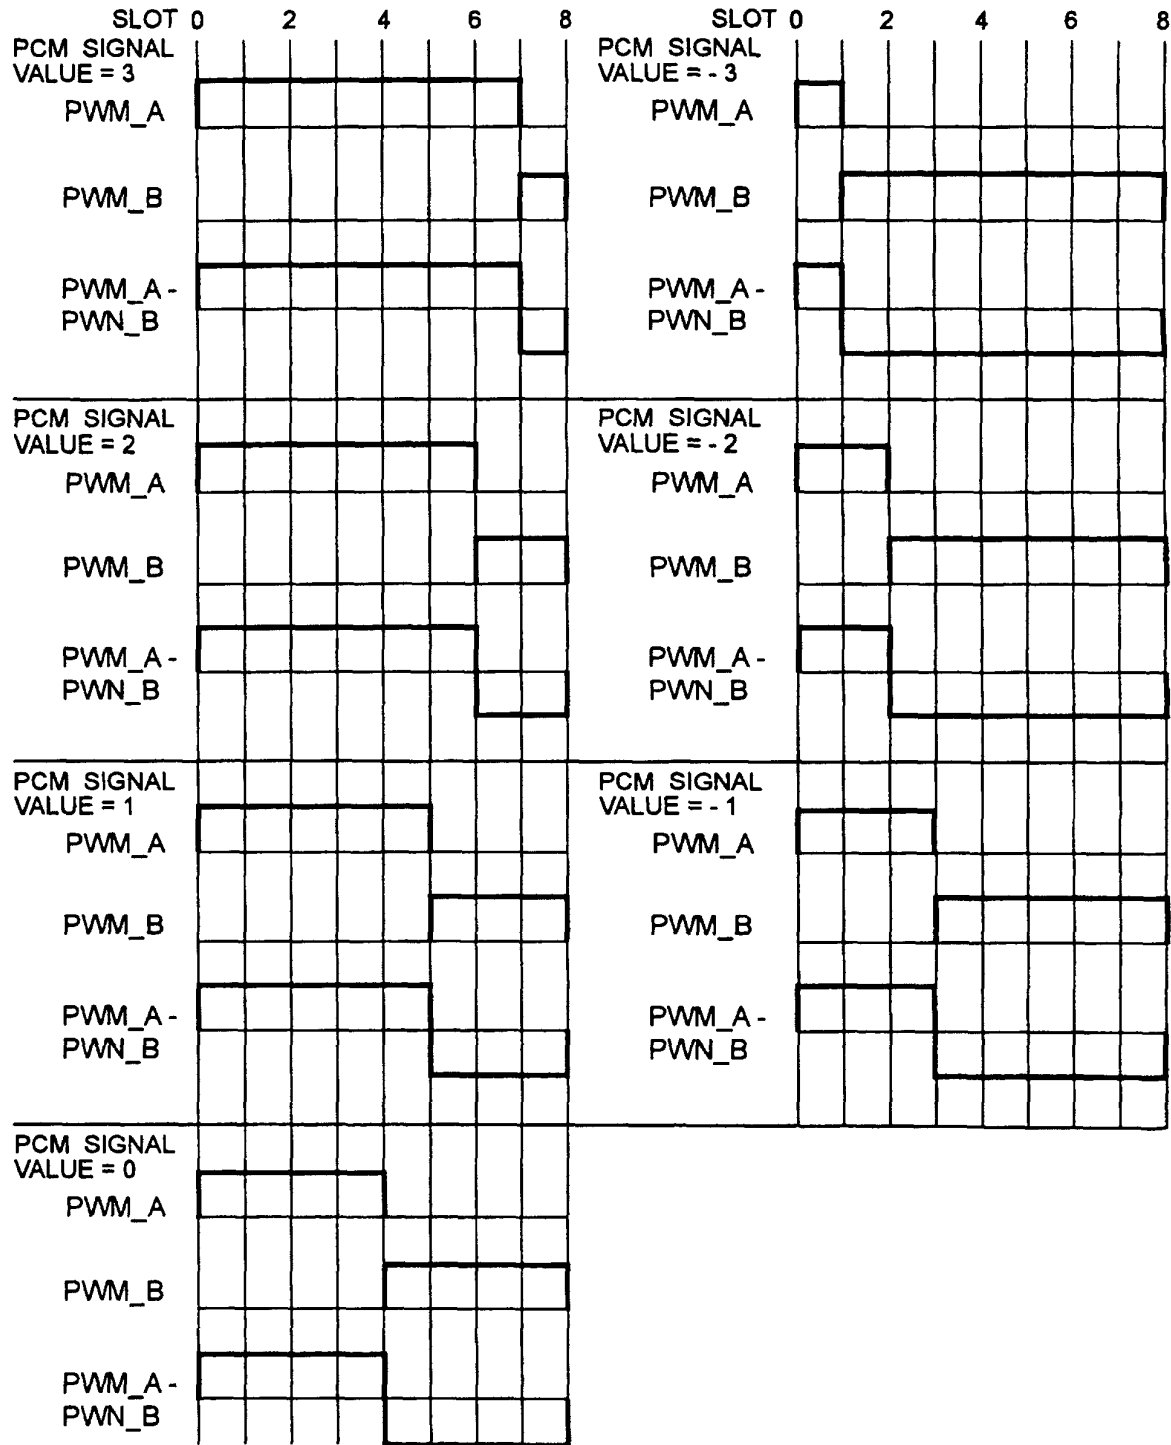 SLOT 0 2 4 6 8
PCM SIGNAL
VALUE = 3
PWM_A
PWM_B
PWM_A -
PWN_B
PCM SIGNAL
VALUE = 2
PWM_A
PWM_B
PWM_A -
PWN_B
PCM SIGNAL
VALUE = 1
PWM_A
PWM_B
PWM_A -
PWN_B
PCM SIGNAL
VALUE = 0
PWM_A
PWM_B
PWM_A -
PWN_B
SLOT 0 2 4 6 8
PCM SIGNAL
VALUE = - 3
PWM_A
PWM_B
PWM_A -
PWN_B
PCM SIGNAL
VALUE = - 2
PWM_A
PWM_B
PWM_A -
PWN_B
PCM SIGNAL
VALUE = - 1
PWM_A
PWM_B
PWM_A -
PWN_B